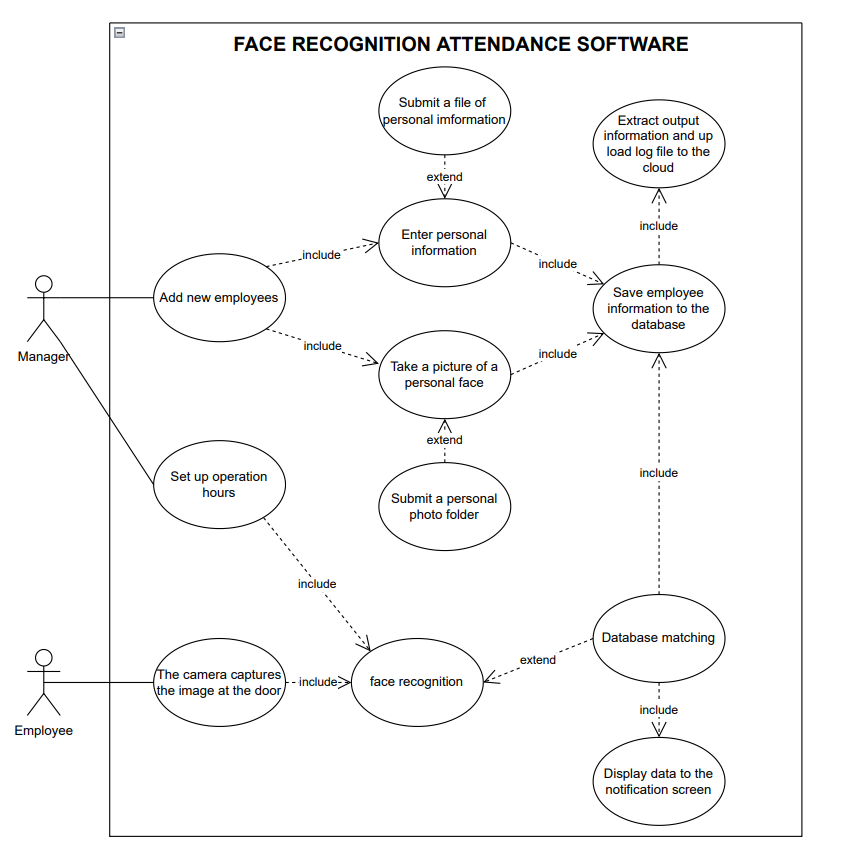 FACE RECOGNITION ATTENDANCE SOFTWARE
Submit a file of
personal imformation
Extract output
information and up
load log file to the
cloud
extend
include
Enter personal
information
include
include
Add new employees
Save employee
information to the
database
Manager
include
include
Take a picture of a
personal face
extend
include
Set up operation
hours
Submit a personal
photo folder
include
Database matching
extend
The camera captures
the image at the door
include
face recognition
include
Employee
Display data to the
notification screen